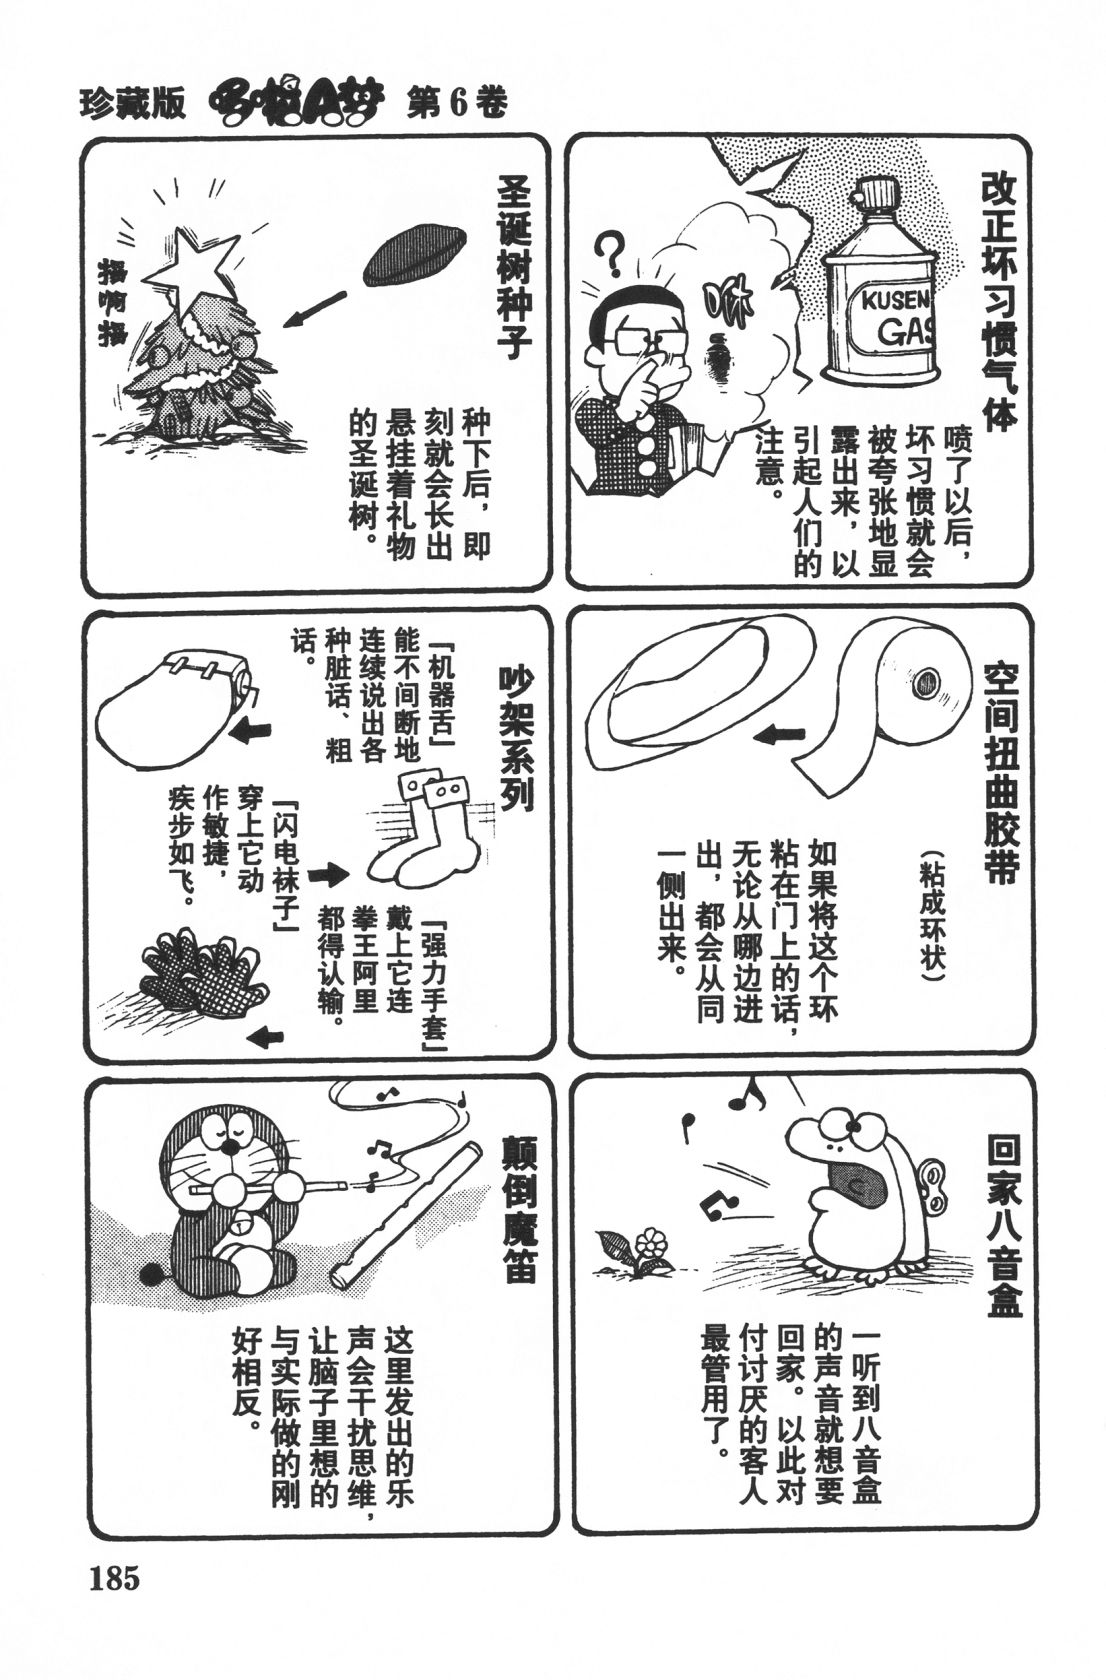 珍藏版 哆啦A梦 第6卷
改正坏习惯气体
KUSEN
GAS
?
咻
喷了以后，
坏习惯就会
被夸张地显
露出来，以
引起人们的
注意。
圣诞树种子
摇啊摇
种下后，即
刻就会长出
悬挂着礼物
的圣诞树。
空间扭曲胶带
（粘成环状）
如果将这个环
粘在门上的话，
无论从哪边进
出，都会从同
一侧出来。
吵架系列
「机器舌」
能不间断地
连续说出各
种脏话、粗
话。
「闪电袜子」
穿上它动
作敏捷，
疾步如飞。
「强力手套」
戴上它连
拳王阿里
都得认输。
回家八音盒
一听到八音盒
的声音就想要
回家。以此对
付讨厌的客人
最管用了。
颠倒魔笛
这里发出的乐
声会干扰思维，
让脑子里想的
与实际做的刚
好相反。
185